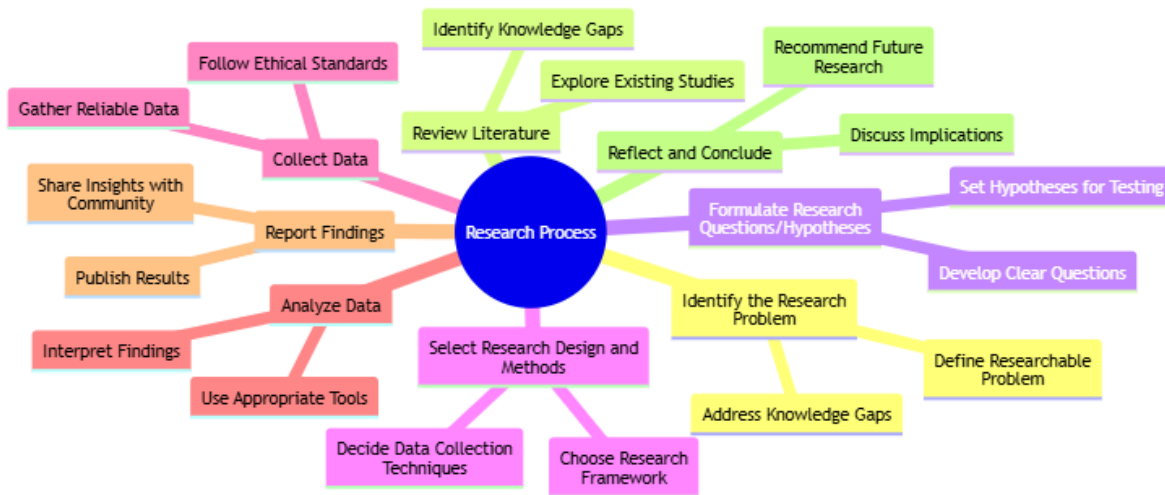 Research Process
Review Literature
Identify Knowledge Gaps
Explore Existing Studies
Reflect and Conclude
Recommend Future
Research
Discuss Implications
Formulate Research
Questions/Hypotheses
Set Hypotheses for Testing
Develop Clear Questions
Identify the Research
Problem
Define Researchable
Problem
Address Knowledge Gaps
Select Research Design and
Methods
Choose Research
Framework
Decide Data Collection
Techniques
Analyze Data
Use Appropriate Tools
Interpret Findings
Report Findings
Publish Results
Share Insights with
Community
Collect Data
Gather Reliable Data
Follow Ethical Standards